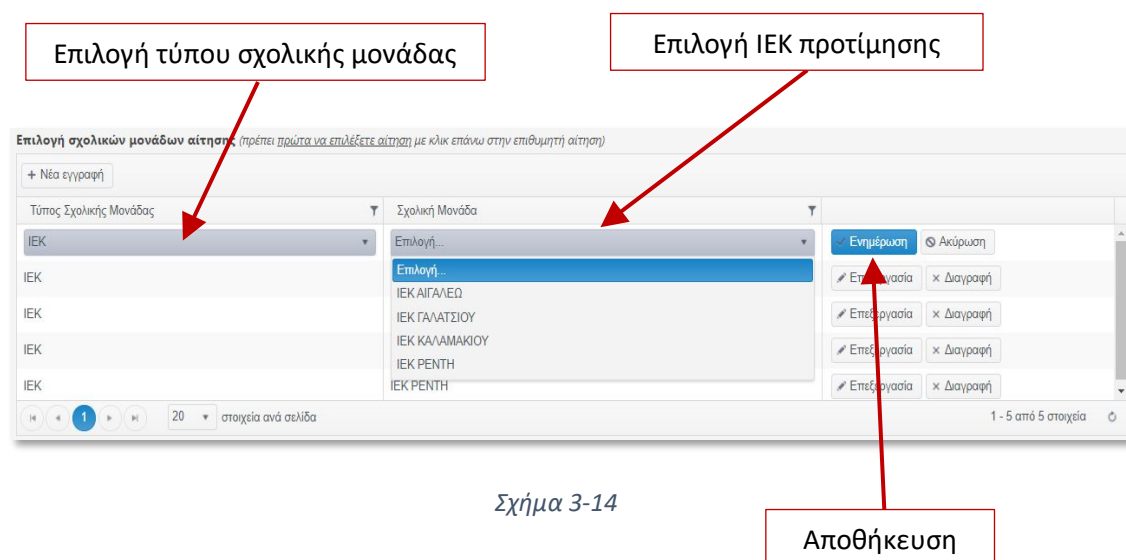 Επιλογή τύπου σχολικής μονάδας
Επιλογή ΙΕΚ προτίμησης
Επιλογή σχολικών μονάδων αίτησης (πρέπει πρώτα να επιλέξετε αίτηση με κλικ επάνω στην επιθυμητή αίτηση)
+ Νέα εγγραφή
Τύπος Σχολικής Μονάδας Σχολική Μονάδα
ΙΕΚ Επιλογή... Ενημέρωση Ακύρωση
Επιλογή...
ΙΕΚ Επεξεργασία × Διαγραφή
ΙΕΚ ΑΙΓΑΛΕΩ
ΙΕΚ ΓΑΛΑΤΣΙΟΥ
ΙΕΚ Επεξεργασία × Διαγραφή
ΙΕΚ ΚΑΛΑΜΑΚΙΟΥ
ΙΕΚ Επεξεργασία × Διαγραφή
ΙΕΚ ΡΕΝΤΗ
ΙΕΚ ΙΕΚ ΡΕΝΤΗ Επεξεργασία × Διαγραφή
1 20 στοιχεία ανά σελίδα 1 - 5 από 5 στοιχεία
Σχήμα 3-14
Αποθήκευση